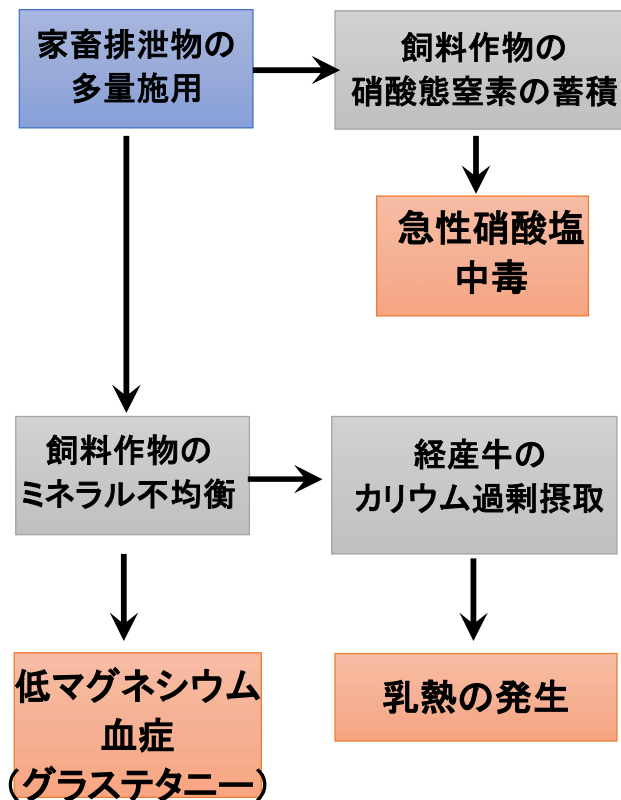 家畜排泄物の
多量施用
飼料作物の
硝酸態窒素の蓄積
急性硝酸塩
中毒
飼料作物の
ミネラル不均衡
経産牛の
カリウム過剰摂取
低マグネシウム
血症
（グラステタニー）
乳熱の発生